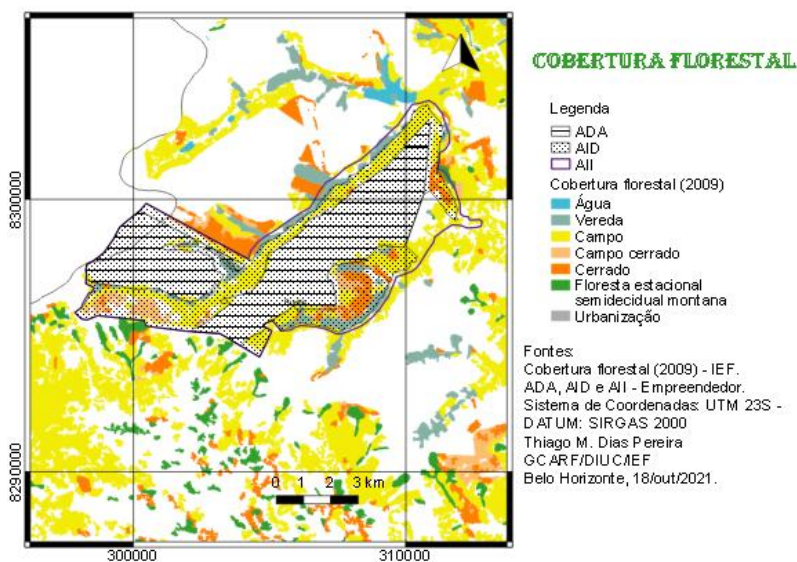 COBERTURA FLORESTAL
Legenda
ADA
AID
AII
Cobertura florestal (2009)
Água
Vereda
Campo
Campo cerrado
Cerrado
Floresta estacional
semidecidual montana
Urbanização
Fontes:
Cobertura florestal (2009) - IEF.
ADA, AID e AII - Empreendedor.
Sistema de Coordenadas: UTM 23S -
DATUM: SIRGAS 2000
Thiago M. Dias Pereira
GCARF/DIUC/IEF
Belo Horizonte, 18/out/2021.
8300000
8290000
0 1 2 3 km
300000 310000